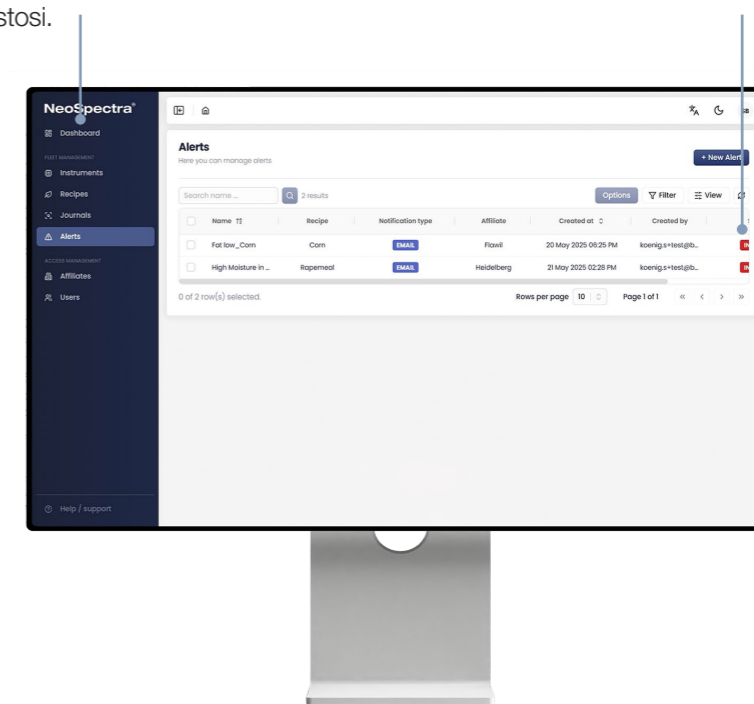 stosi.
NeoSpectra®
Dashboard
FLEET MANAGEMENT
Instruments
Recipes
Journals
Alerts
ACCESS MANAGEMENT
Affiliates
Users
Help / support
Alerts
Here you can manage alerts
+ New Alert
Search name ...
2 results
Options
Filter
View
Name Recipe Notification type Affiliate Created at Created by
Fat low_Corn Corn EMAIL Flawil 20 May 2025 06:25 PM koenig.s+test@b... IN
High Moisture in ... Rapemeal EMAIL Heidelberg 21 May 2025 02:28 PM koenig.s+test@b... IN
0 of 2 row(s) selected.
Rows per page 10
Page 1 of 1 « < > »